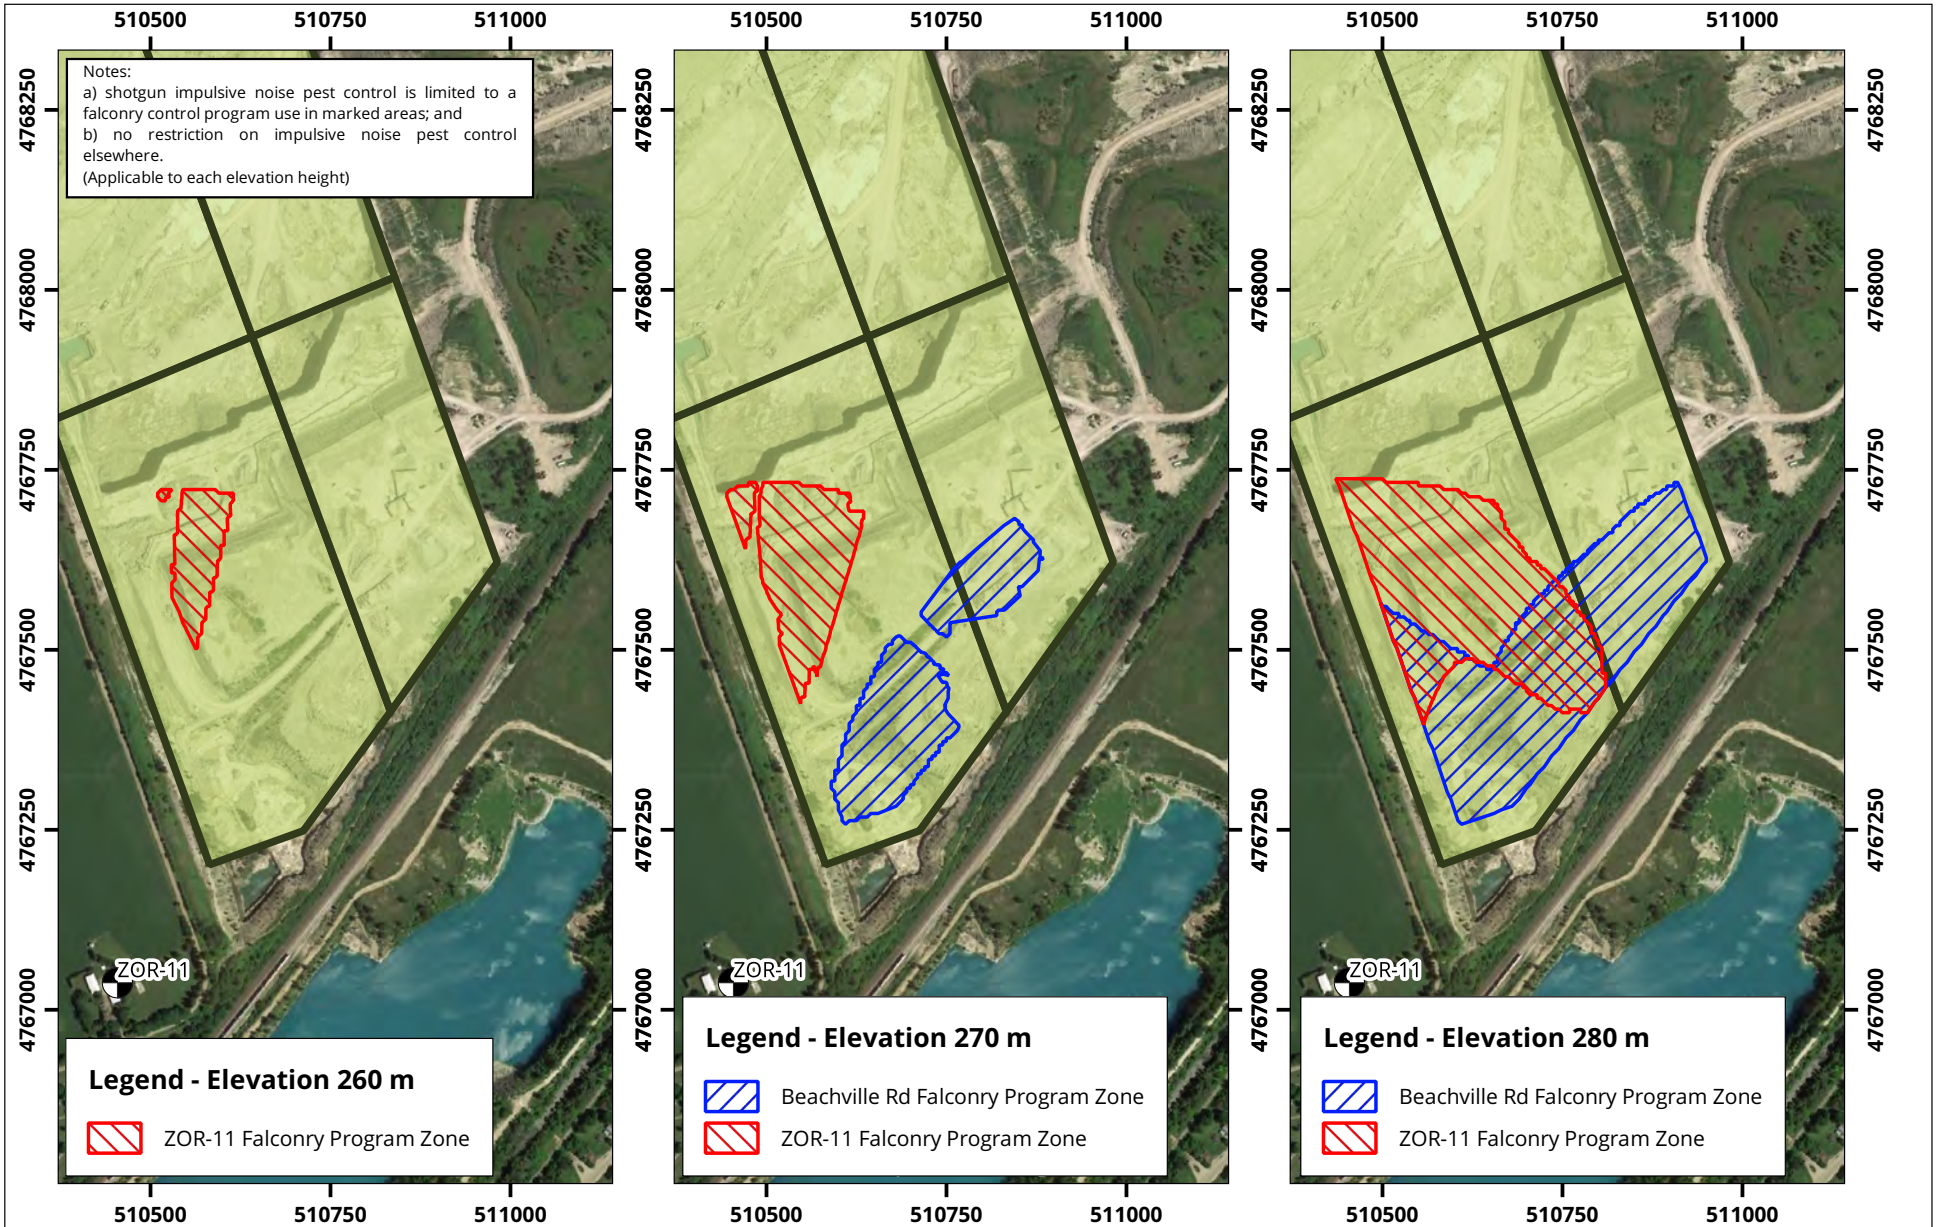 510500 510750 511000 510500 510750 511000 510500 510750 511000
4768250 4768250 4768250 4768250
4768000 4768000 4768000 4768000
4767750 4767750 4767750 4767750
4767500 4767500 4767500 4767500
4767250 4767250 4767250 4767250
4767000 4767000 4767000 4767000
Notes:
a) shotgun impulsive noise pest control is limited to a
falconry control program use in marked areas; and
b) no restriction on impulsive noise pest control
elsewhere.
(Applicable to each elevation height)
ZOR-11
Legend - Elevation 260 m
ZOR-11 Falconry Program Zone
ZOR-11
Legend - Elevation 270 m
Beachville Rd Falconry Program Zone
ZOR-11 Falconry Program Zone
ZOR-11
Legend - Elevation 280 m
Beachville Rd Falconry Program Zone
ZOR-11 Falconry Program Zone
510500 510750 511000 510500 510750 511000 510500 510750 511000